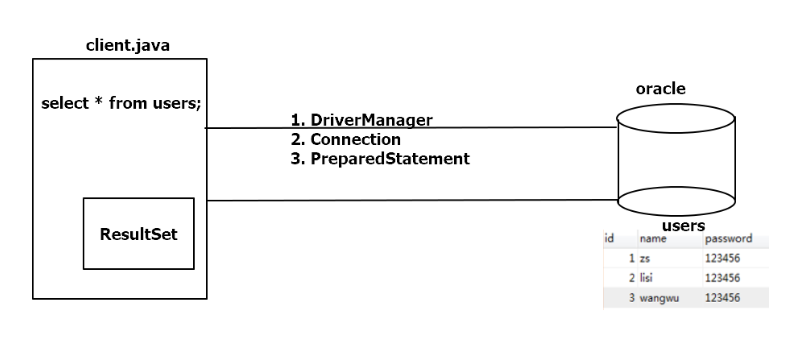 client.java
select * from users;
1. DriverManager
2. Connection
3. PreparedStatement
ResultSet
oracle
users
id name password
1 zs 123456
2 lisi 123456
3 wangwu 123456